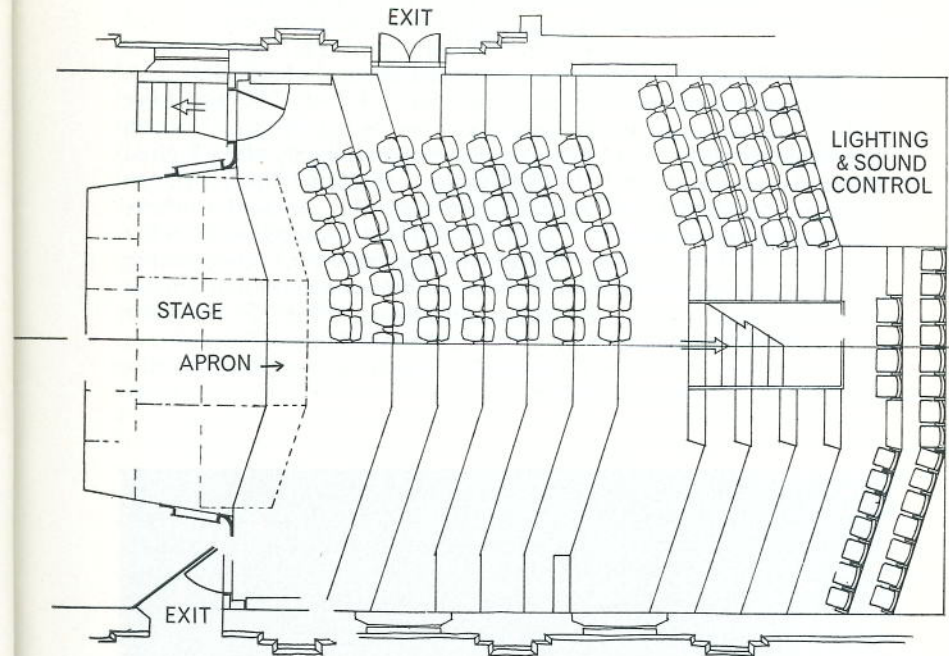 EXIT
LIGHTING
& SOUND
CONTROL
STAGE
APRON
EXIT